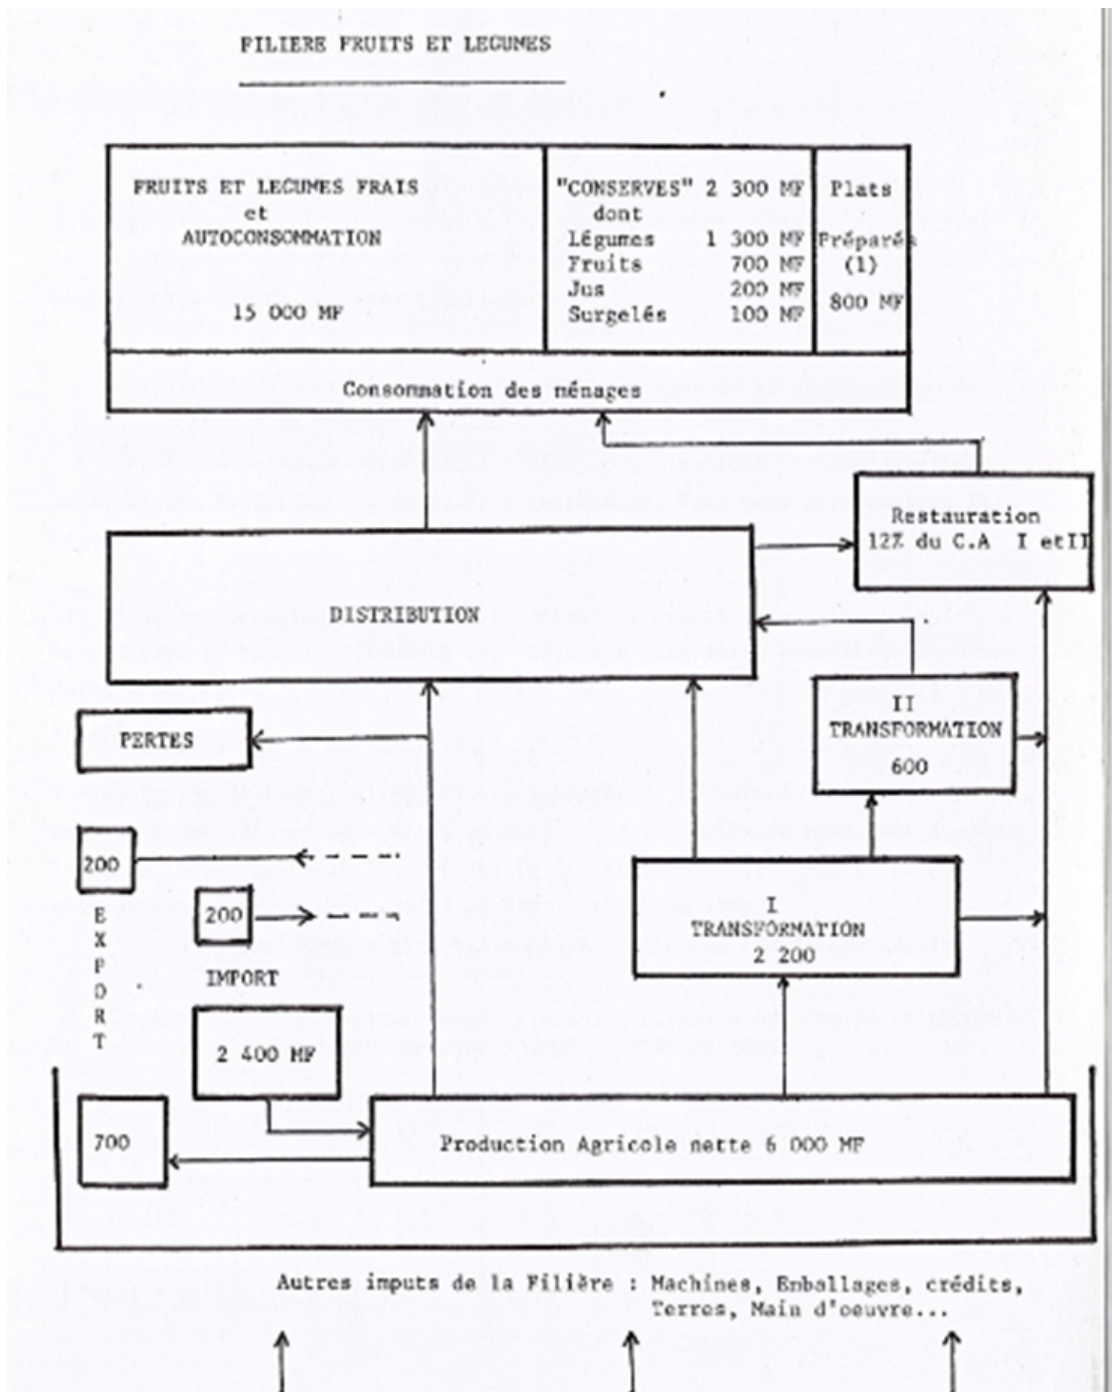 FILIERE FRUITS ET LEGUMES
FRUITS ET LEGUMES FRAIS
et
AUTOCONSOMMATION
15 000 MF
"CONSERVES" 2 300 MF
dont
Légumes 1 300 MF
Fruits 700 MF
Jus 200 MF
Surgelés 100 MF
Plats
Préparés
(1)
800 MF
Consommation des ménages
Restauration
12% du C.A I et II
DISTRIBUTION
II
TRANSFORMATION
600
PERTES
200
200
EXPORT
IMPORT
I
TRANSFORMATION
2 200
2 400 MF
700
Production Agricole nette 6 000 MF
Autres imputs de la Filière : Machines, Emballages, crédits,
Terres, Main d'oeuvre...